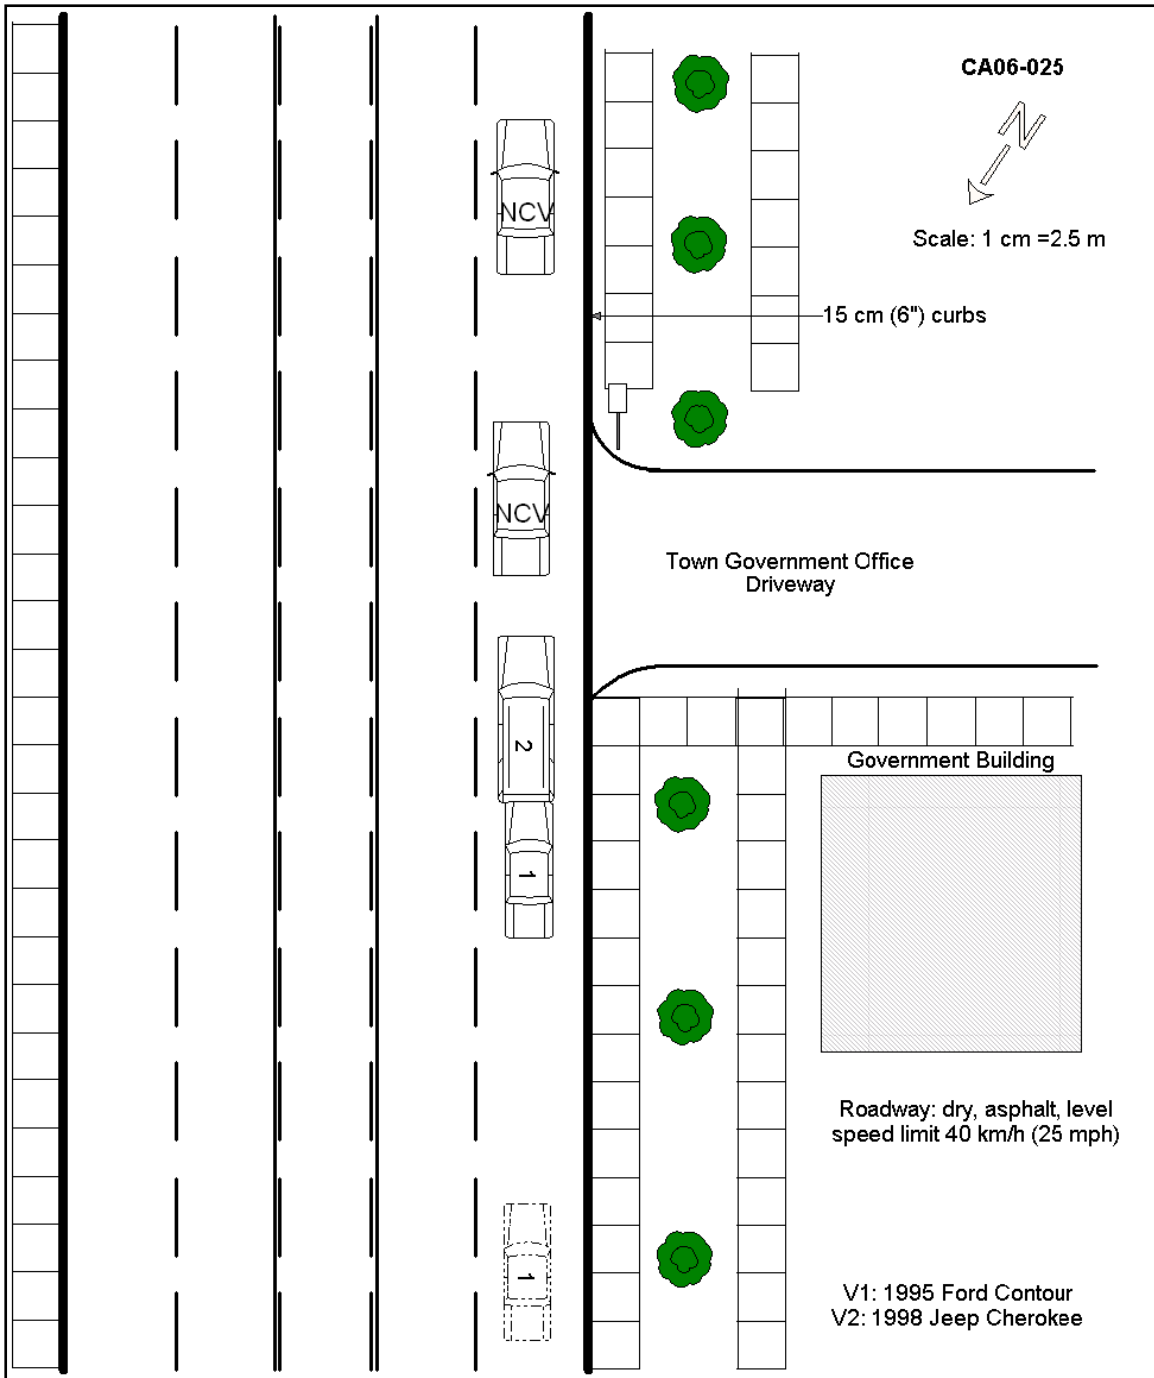 CA06-025
N
Scale: 1 cm =2.5 m
NCV
15 cm (6") curbs
NCV
Town Government Office
Driveway
2
Government Building
1
Roadway: dry, asphalt, level
speed limit 40 km/h (25 mph)
1
V1: 1995 Ford Contour
V2: 1998 Jeep Cherokee